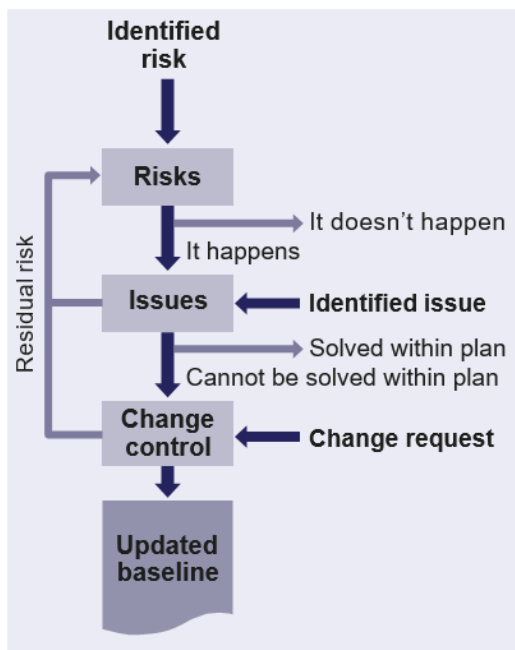 Identified
risk
Risks
It doesn't happen
It happens
Residual risk
Issues
Identified issue
Solved within plan
Cannot be solved within plan
Change
control
Change request
Updated
baseline